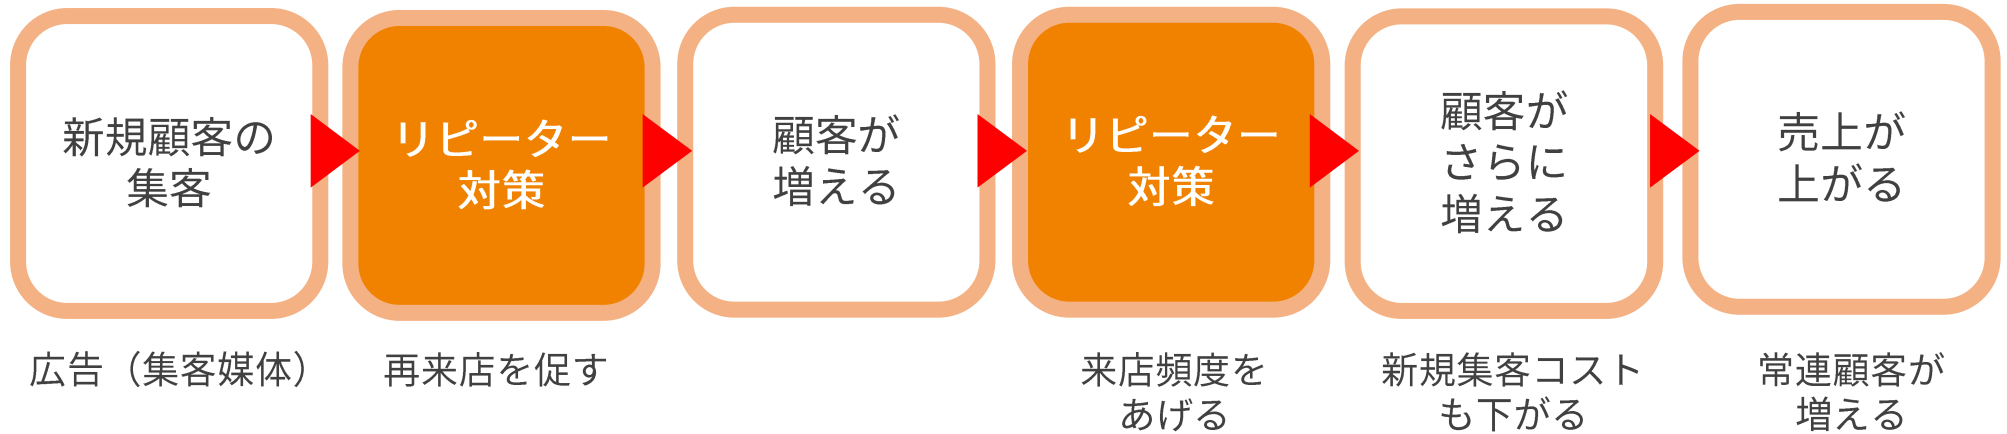 新規顧客の
集客
リピーター
対策
顧客が
増える
リピーター
対策
顧客が
さらに
増える
売上が
上がる
広告（集客媒体）
再来店を促す
来店頻度を
あげる
新規集客コスト
も下がる
常連顧客が
増える